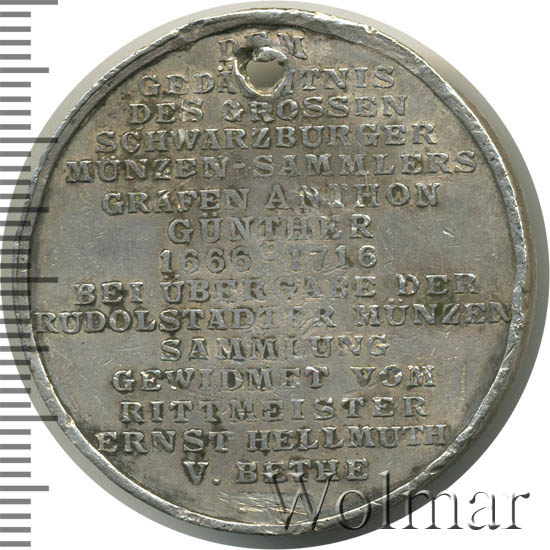 DEM
GEDÄCHTNIS
DES GROSSEN
SCHWARZBURGER
MÜNZEN-SAMMLERS
GRAFEN ANTHON
GÜNTHER
1666-1716
BEI ÜBERGABE DER
RUDOLSTÄDTER MÜNZEN
SAMMLUNG
GEWIDMET VOM
RITTMEISTER
ERNST HELLMUTH
V. BETHE
Wolmar